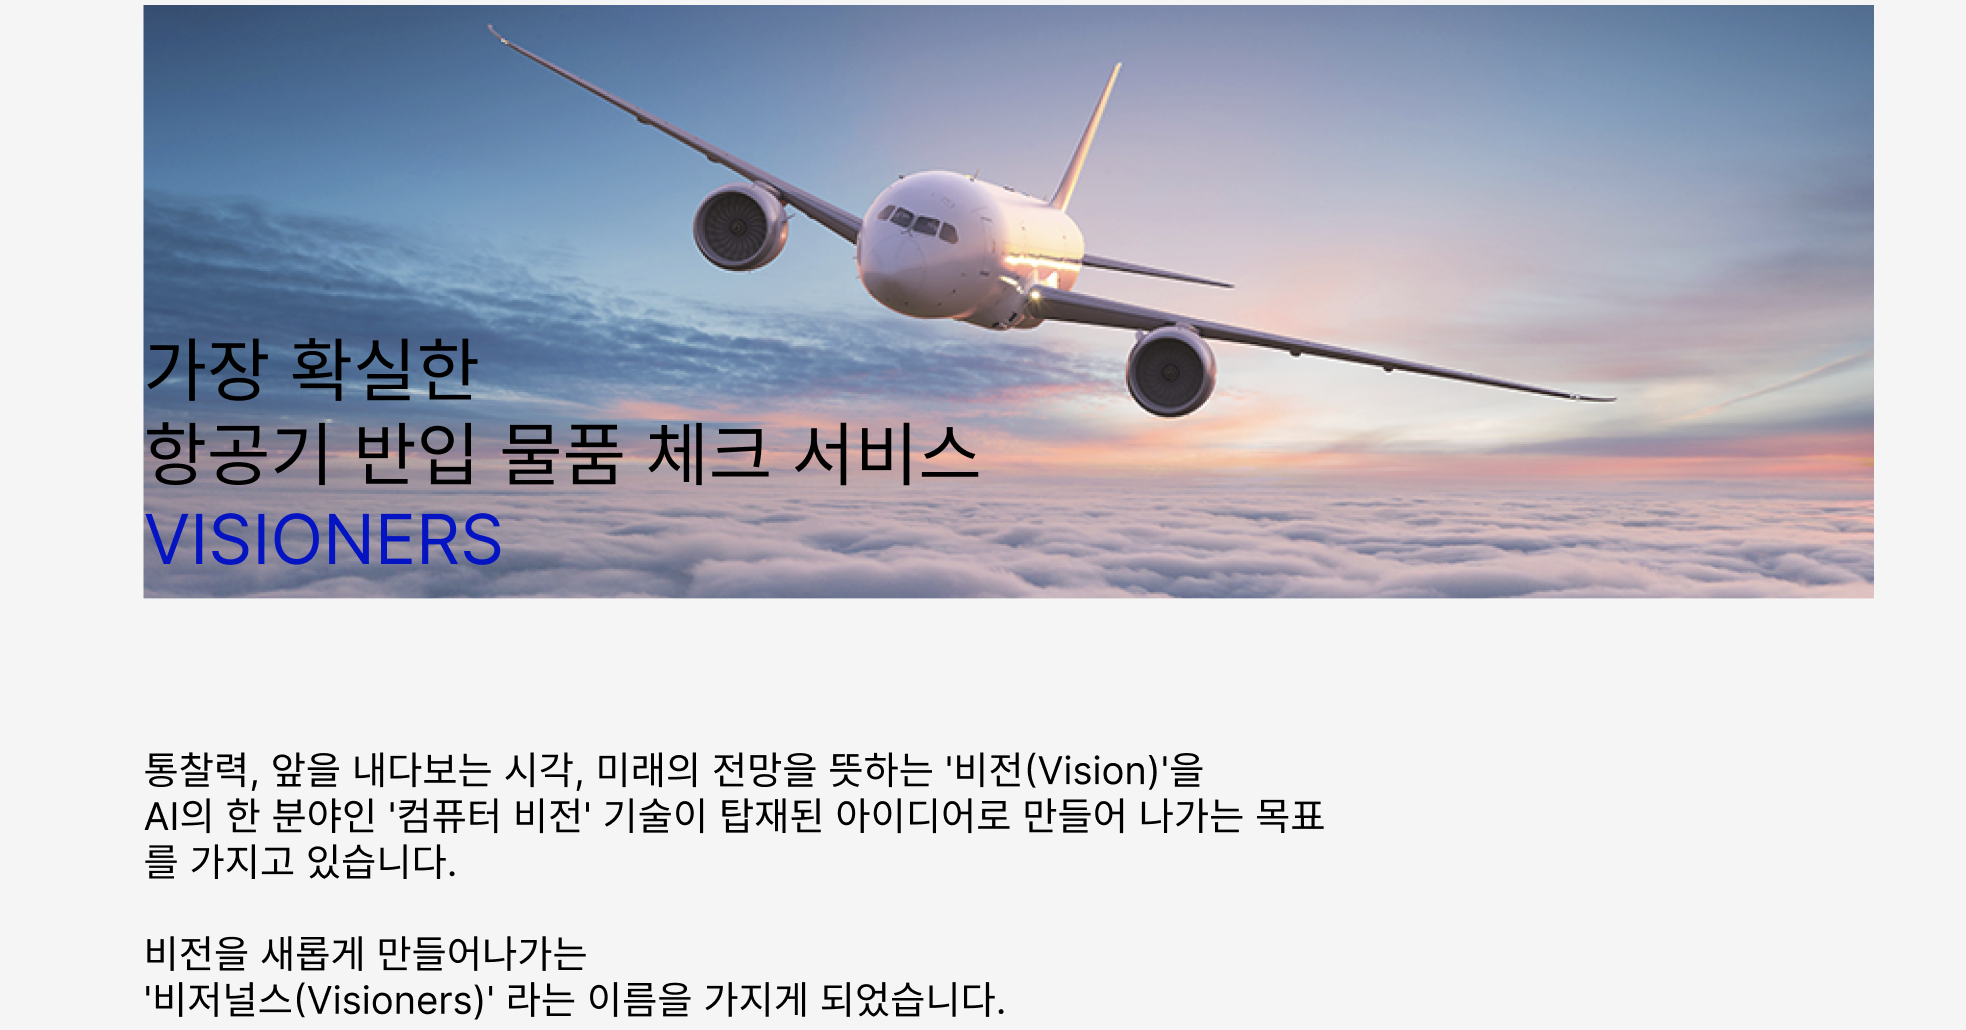 가장 확실한
항공기 반입 물품 체크 서비스
VISIONERS
통찰력, 앞을 내다보는 시각, 미래의 전망을 뜻하는 '비전(Vision)'을
AI의 한 분야인 '컴퓨터 비전' 기술이 탑재된 아이디어로 만들어 나가는 목표
를 가지고 있습니다.
비전을 새롭게 만들어나가는
'비저널스(Visioners)' 라는 이름을 가지게 되었습니다.